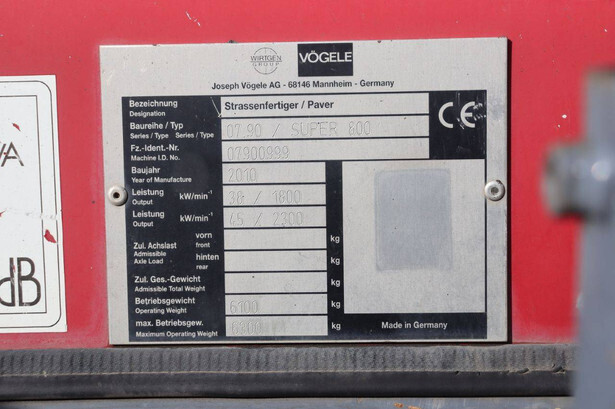 WIRTGEN
GROUP
VÖGELE
Joseph Vögele AG - 68146 Mannheim - Germany
Bezeichnung
Designation
Strassenfertiger / Paver
CE
Baureihe / Typ
Series / Type Series / Type
07.90 / SUPER 800
Fz.-Ident.-Nr.
Machine I.D. No.
07900999
Baujahr
Year of Manufacture
2010
Leistung
Output
kW/min⁻¹
38 / 1800
Leistung
Output
kW/min⁻¹
45 / 2300
Zul. Achslast
Admissible
Axle Load
vorn
front
kg
hinten
rear
kg
Zul. Ges.-Gewicht
Admissible Total Weight
kg
Betriebsgewicht
Operating Weight
6100
kg
max. Betriebsgew.
Maximum Operating Weight
kg
Made in Germany
dB